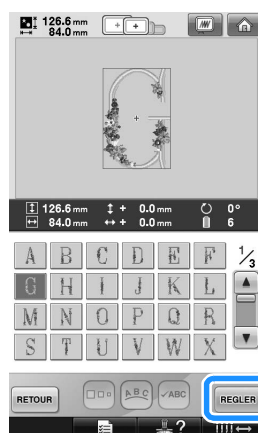 126.6 mm
84.0 mm
126.6 mm + 0.0 mm 0°
84.0 mm + 0.0 mm 6
A B C D E F 1/3
G H I J K L
M N O P Q R
S T U V W X
RETOUR ABC ✓ABC REGLER
?